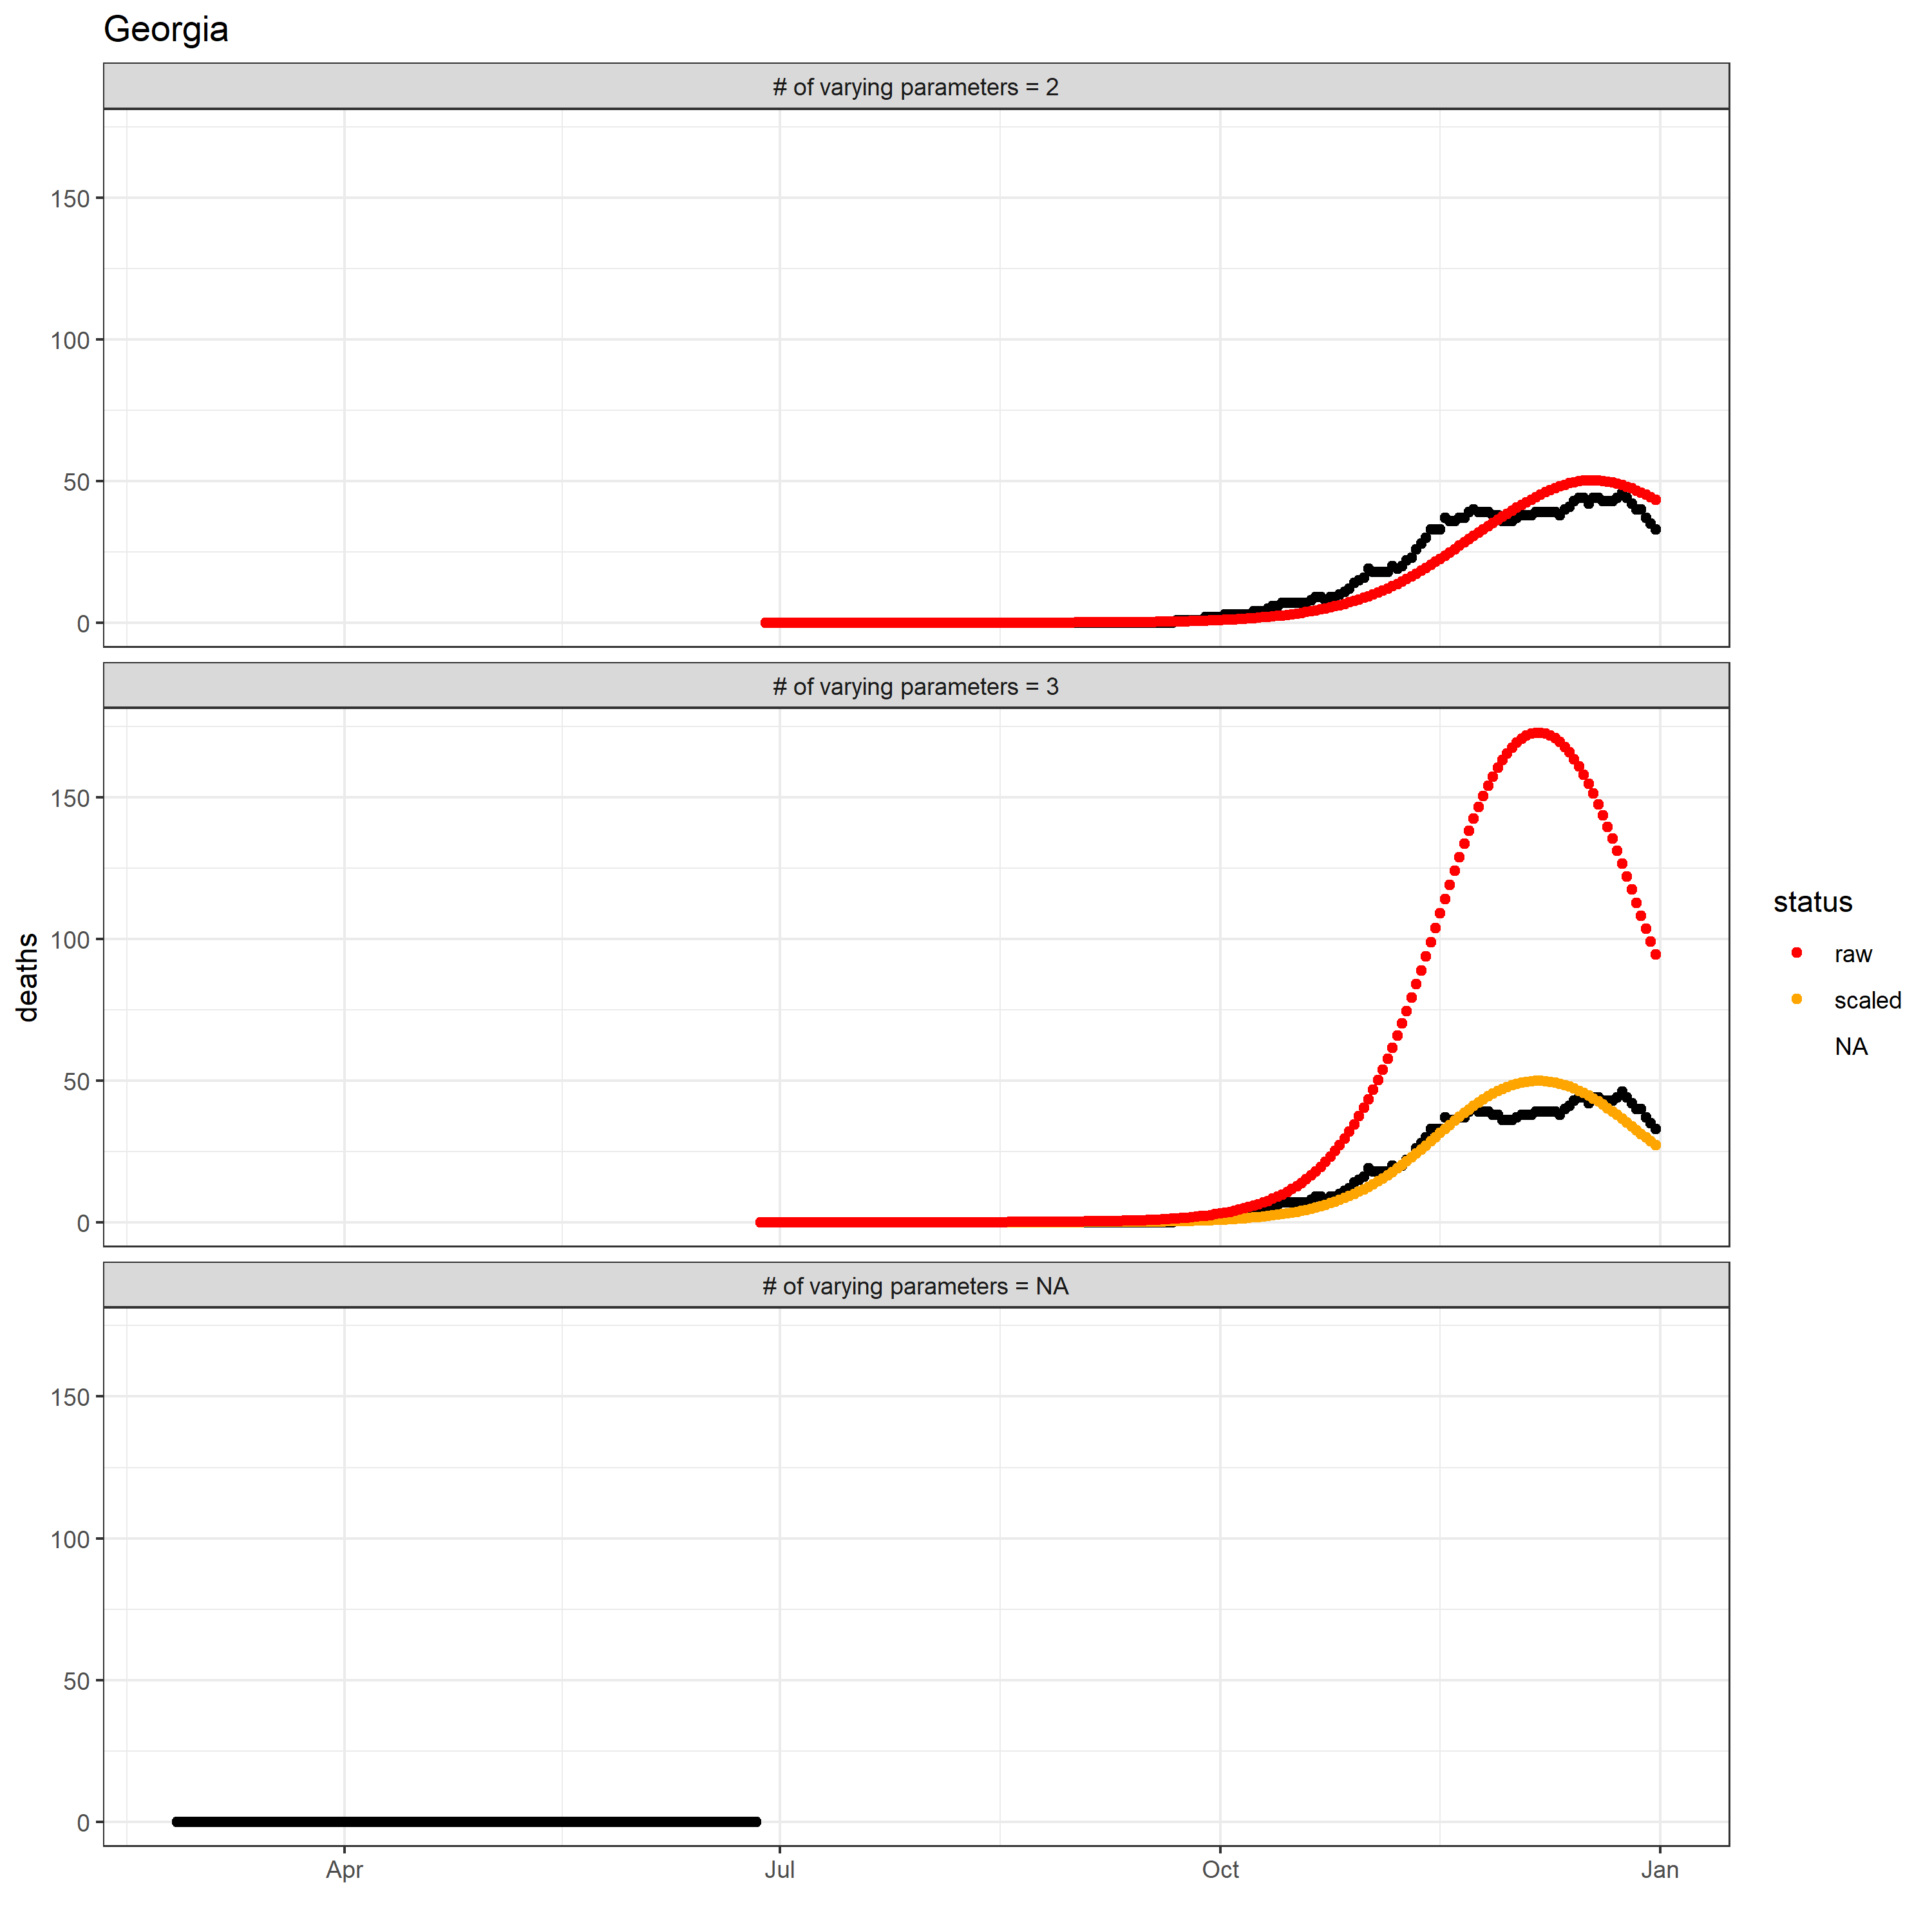 Georgia
# of varying parameters = 2
150
100
50
0
# of varying parameters = 3
150
100
50
0
deaths
# of varying parameters = NA
150
100
50
0
Apr Jul Oct Jan
status
raw
scaled
NA